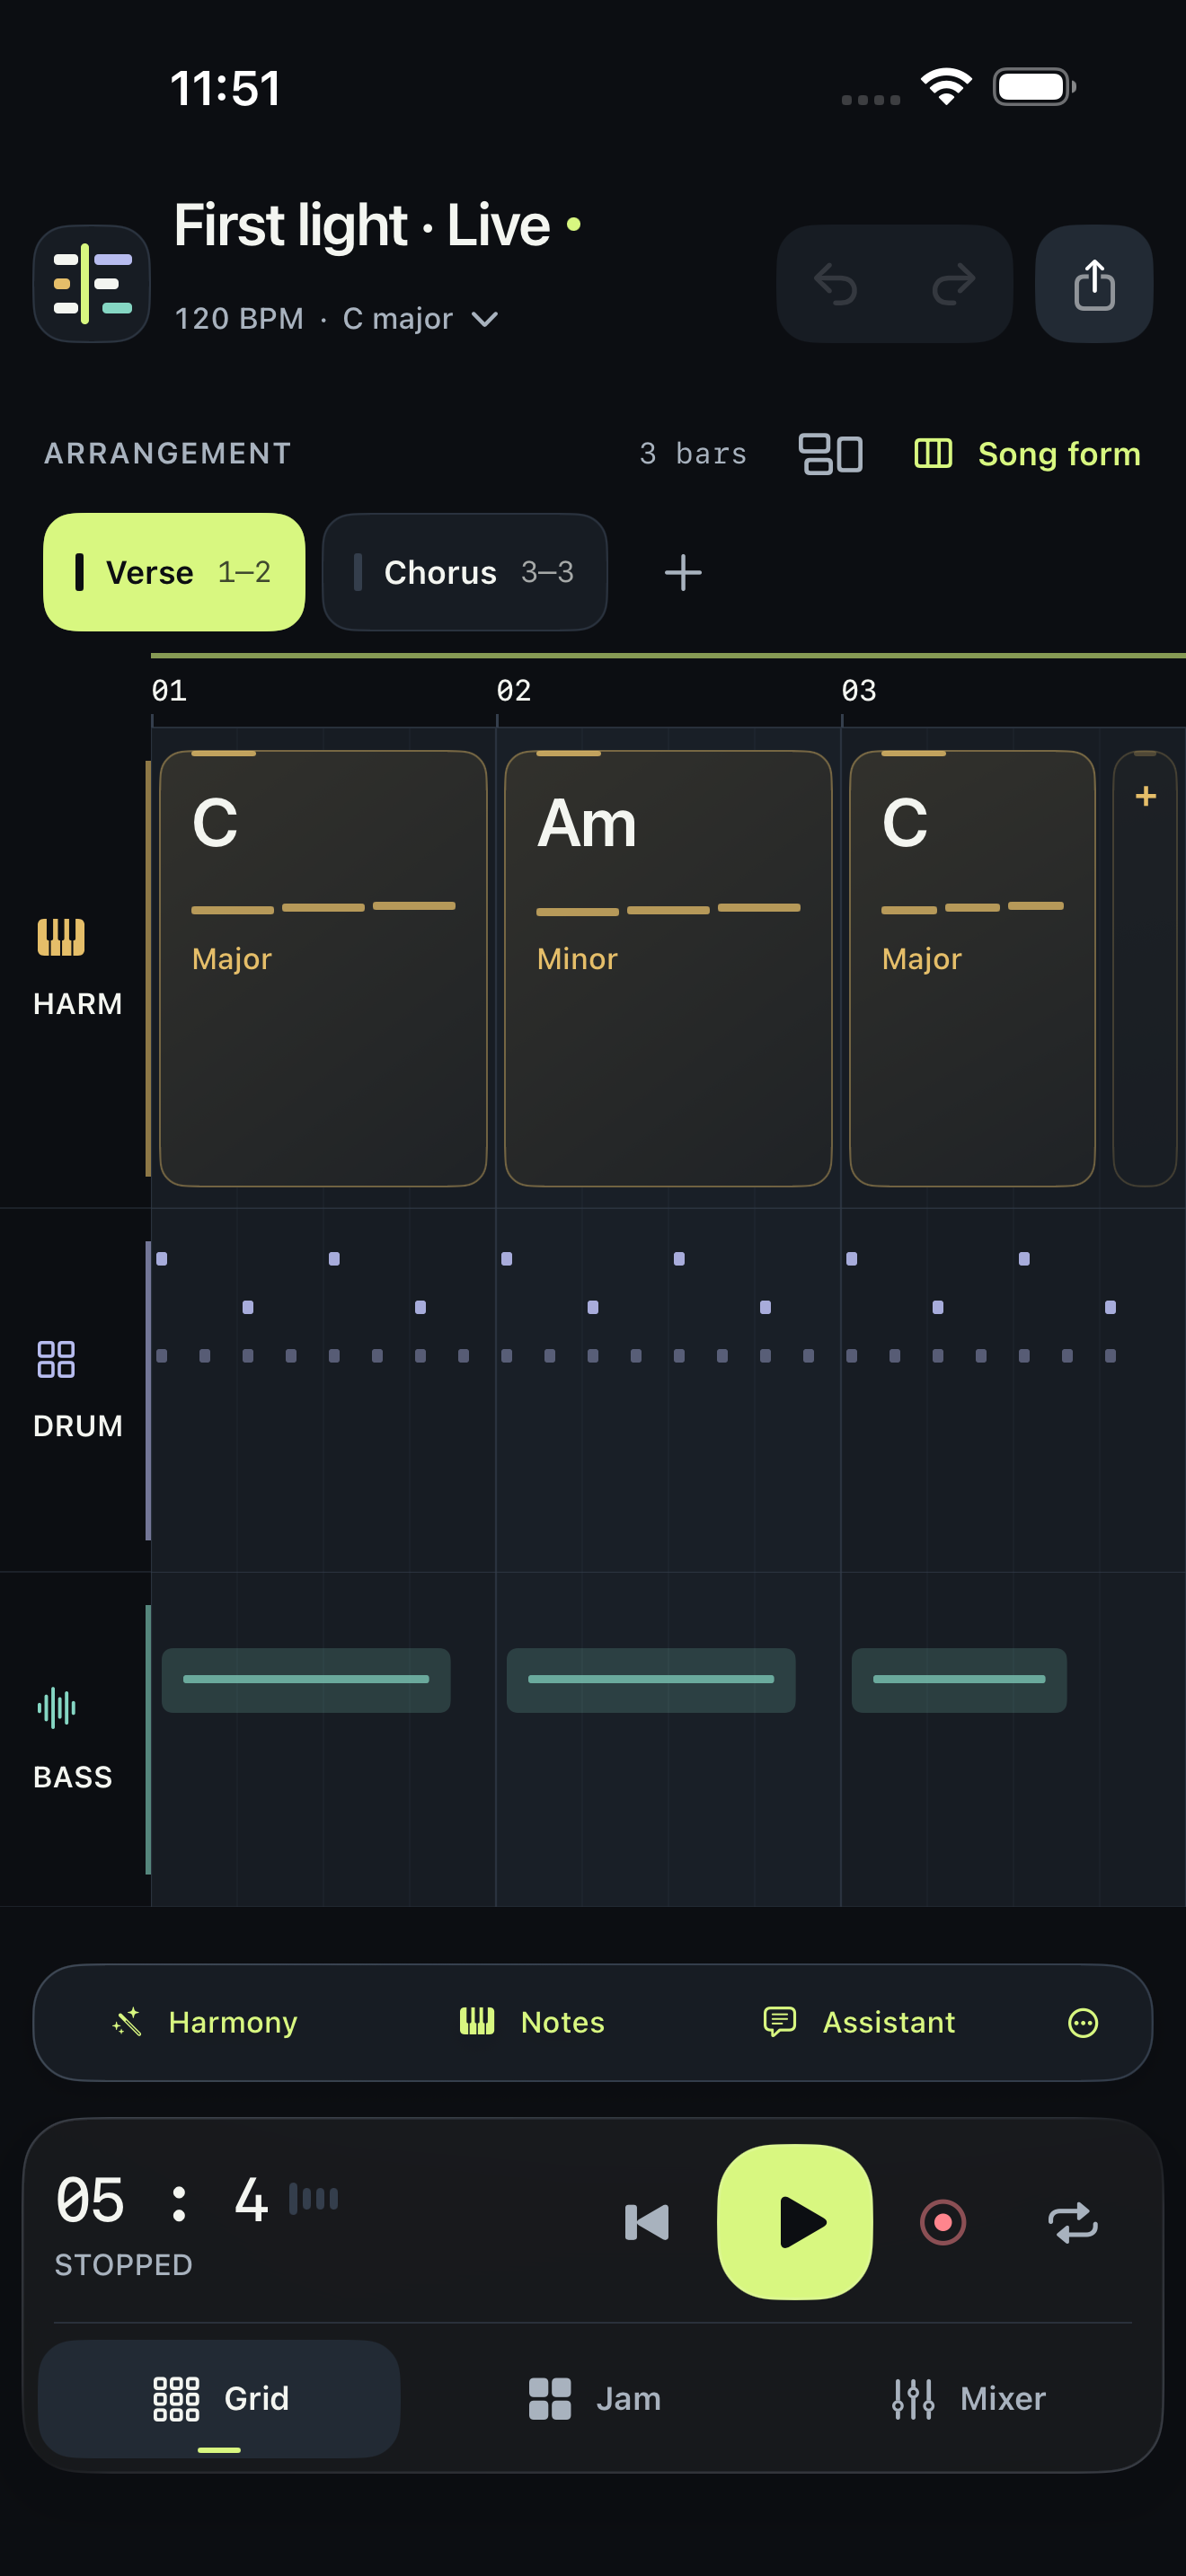 11:51
First light · Live
120 BPM · C major
ARRANGEMENT 3 bars Song form
Verse 1–2 Chorus 3–3 +
01 02 03
C Am C +
Major Minor Major
HARM
DRUM
BASS
Harmony Notes Assistant
05 : 4
STOPPED
Grid Jam Mixer